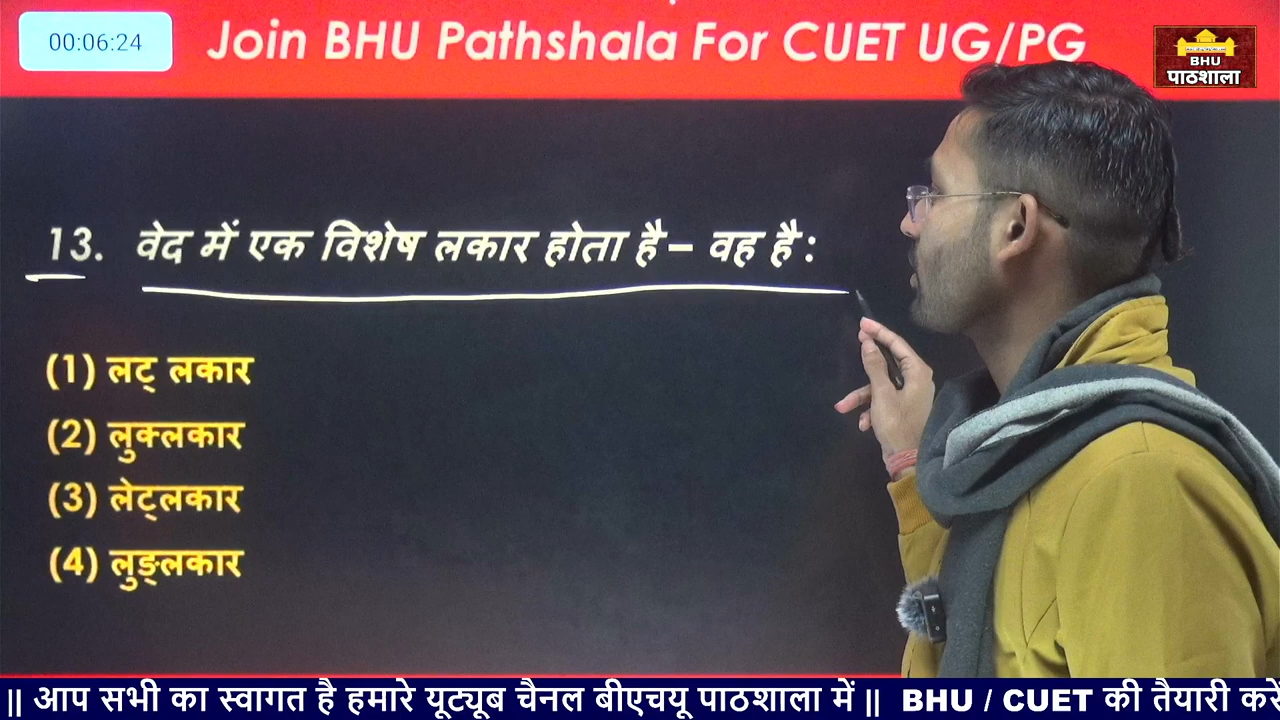 00:06:24
Join BHU Pathshala For CUET UG/PG
BHU
पाठशाला
13. वेद में एक विशेष लकार होता है– वह है:
(1) लट् लकार
(2) लुक्लकार
(3) लेट्लकार
(4) लुङ्लकार
|| आप सभी का स्वागत है हमारे यूट्यूब चैनल बीएचयू पाठशाला में || BHU / CUET की तैयारी करें